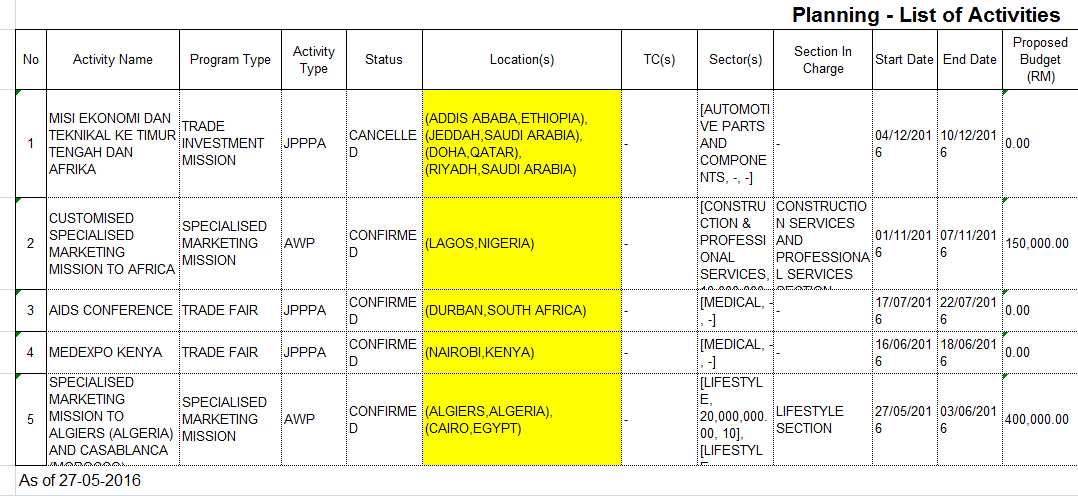 Planning - List of Activities
No Activity Name Program Type Activity Type Status Location(s) TC(s) Sector(s) Section In Charge Start Date End Date Proposed Budget (RM)
1 MISI EKONOMI DAN TEKNIKAL KE TIMUR TENGAH DAN AFRIKA TRADE INVESTMENT MISSION JPPPA CANCELLED (ADDIS ABABA,ETHIOPIA), (JEDDAH,SAUDI ARABIA), (DOHA,QATAR), (RIYADH,SAUDI ARABIA) - [AUTOMOTIVE PARTS AND COMPONENTS, -, -] - 04/12/2016 10/12/2016 0.00
2 CUSTOMISED SPECIALISED MARKETING MISSION TO AFRICA SPECIALISED MARKETING MISSION AWP CONFIRMED (LAGOS,NIGERIA) - [CONSTRUCTION & PROFESSIONAL SERVICES, CONSTRUCTION SERVICES AND PROFESSIONAL SERVICES 01/11/2016 07/11/2016 150,000.00
3 AIDS CONFERENCE TRADE FAIR JPPPA CONFIRMED (DURBAN,SOUTH AFRICA) - [MEDICAL, -, -] - 17/07/2016 22/07/2016 0.00
4 MEDEXPO KENYA TRADE FAIR JPPPA CONFIRMED (NAIROBI,KENYA) - [MEDICAL, -, -] - 16/06/2016 18/06/2016 0.00
5 SPECIALISED MARKETING MISSION TO ALGIERS (ALGERIA) AND CASABLANCA SPECIALISED MARKETING MISSION AWP CONFIRMED (ALGIERS,ALGERIA), (CAIRO,EGYPT) - [LIFESTYLE, 20,000,000.00, 10], [LIFESTYL LIFESTYLE SECTION 27/05/2016 03/06/2016 400,000.00
As of 27-05-2016